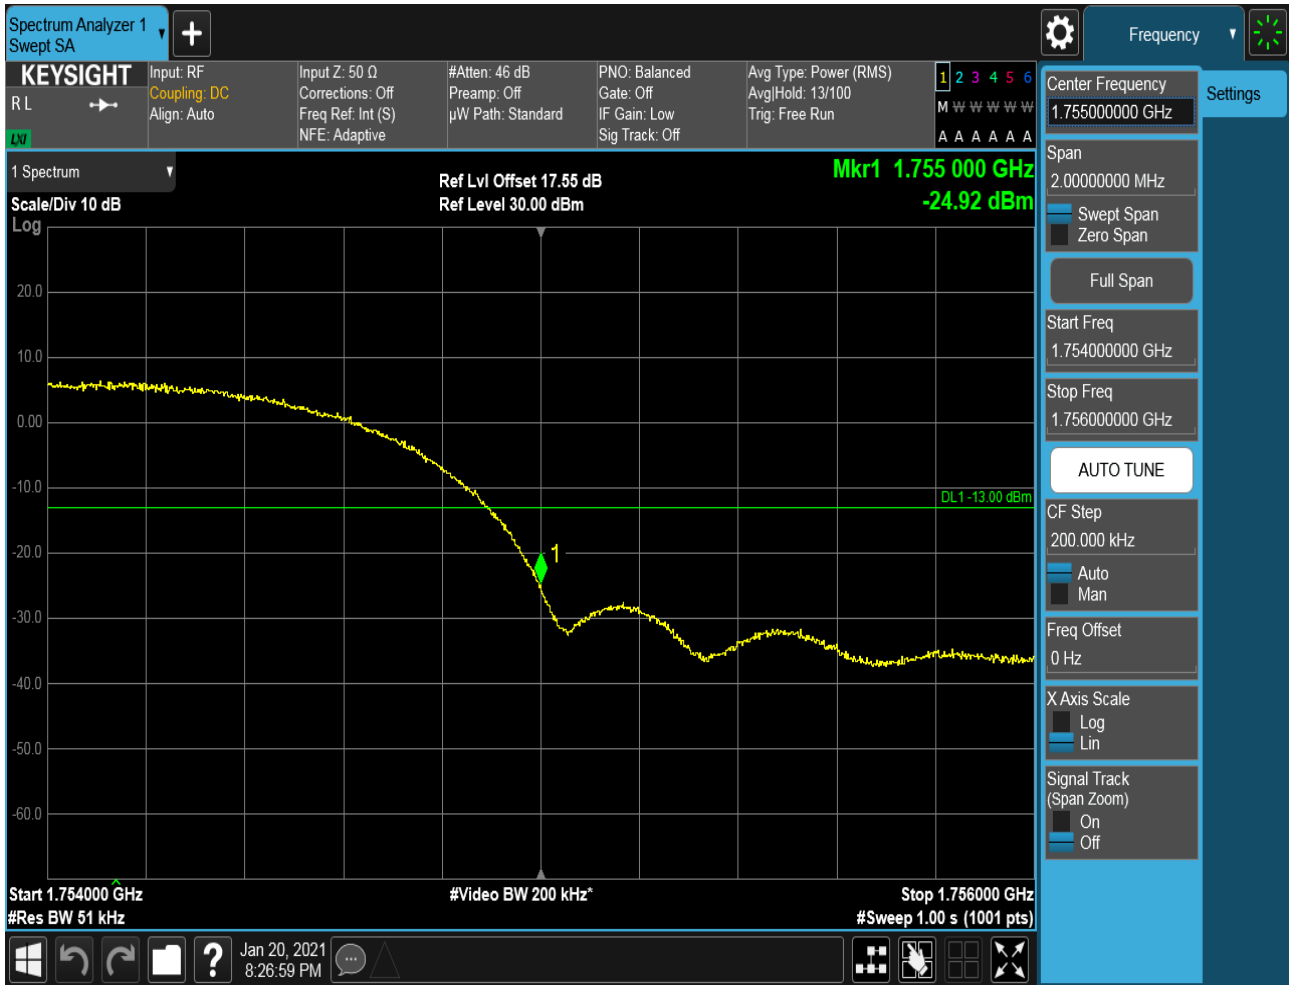 Spectrum Analyzer 1
Swept SA
Frequency
KEYSIGHT
R L
LXI
Input: RF
Coupling: DC
Align: Auto
Input Z: 50 Ω
Corrections: Off
Freq Ref: Int (S)
NFE: Adaptive
#Atten: 46 dB
Preamp: Off
µW Path: Standard
PNO: Balanced
Gate: Off
IF Gain: Low
Sig Track: Off
Avg Type: Power (RMS)
Avg|Hold: 13/100
Trig: Free Run
1 2 3 4 5 6
M W W W W W
A A A A A A
1 Spectrum
Scale/Div 10 dB
Log
Ref Lvl Offset 17.55 dB
Ref Level 30.00 dBm
Mkr1 1.755 000 GHz
-24.92 dBm
20.0
10.0
0.00
-10.0
-20.0
-30.0
-40.0
-50.0
-60.0
DL1 -13.00 dBm
1
Start 1.754000 GHz
#Res BW 51 kHz
#Video BW 200 kHz*
Stop 1.756000 GHz
#Sweep 1.00 s (1001 pts)
Center Frequency
1.755000000 GHz
Settings
Span
2.00000000 MHz
Swept Span
Zero Span
Full Span
Start Freq
1.754000000 GHz
Stop Freq
1.756000000 GHz
AUTO TUNE
CF Step
200.000 kHz
Auto
Man
Freq Offset
0 Hz
X Axis Scale
Log
Lin
Signal Track
(Span Zoom)
On
Off
?
Jan 20, 2021
8:26:59 PM